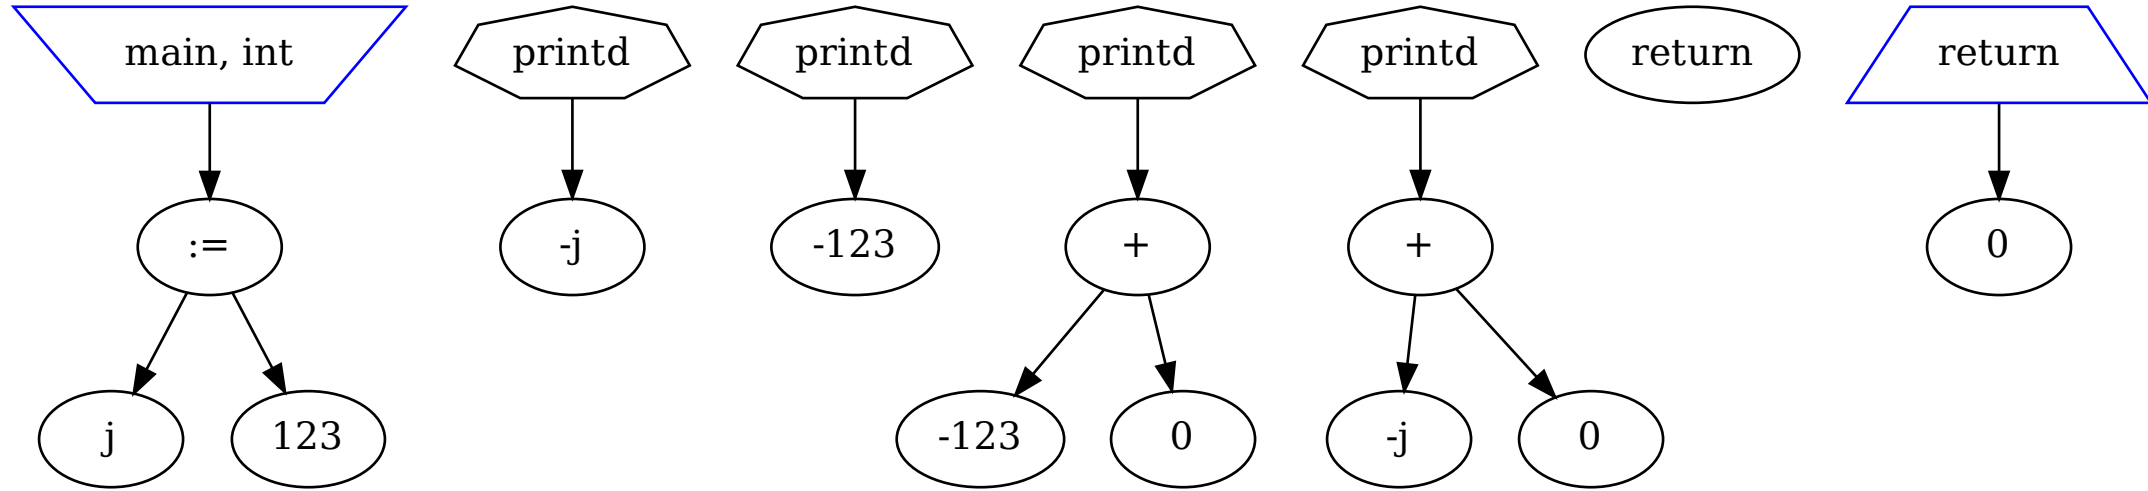 main, int
printd
printd
printd
printd
return
return
:=
-j
-123
+
+
0
j
123
-123
0
-j
0